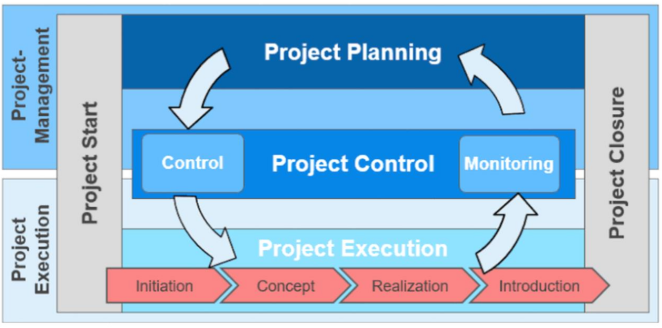 Project-
Management
Project Start
Project Planning
Project Closure
Control
Project Control
Monitoring
Project
Execution
Project Execution
Initiation
Concept
Realization
Introduction